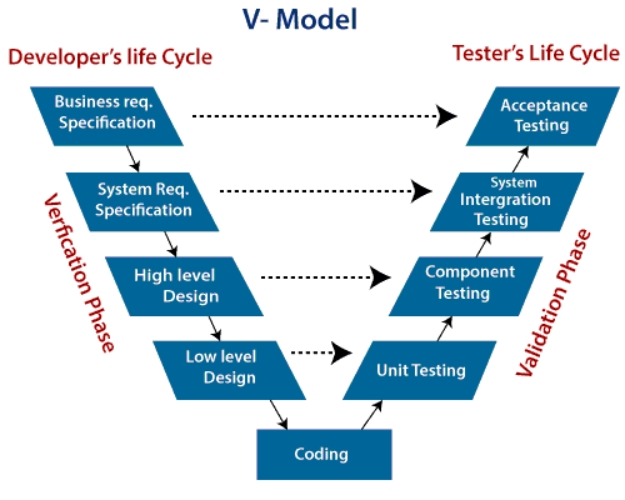 V- Model
Developer's life Cycle
Tester's Life Cycle
Business req.
Specification
Acceptance
Testing
System Req.
Specification
System
Intergration
Testing
Verfication Phase
High level
Design
Component
Testing
Validation Phase
Low level
Design
Unit Testing
Coding